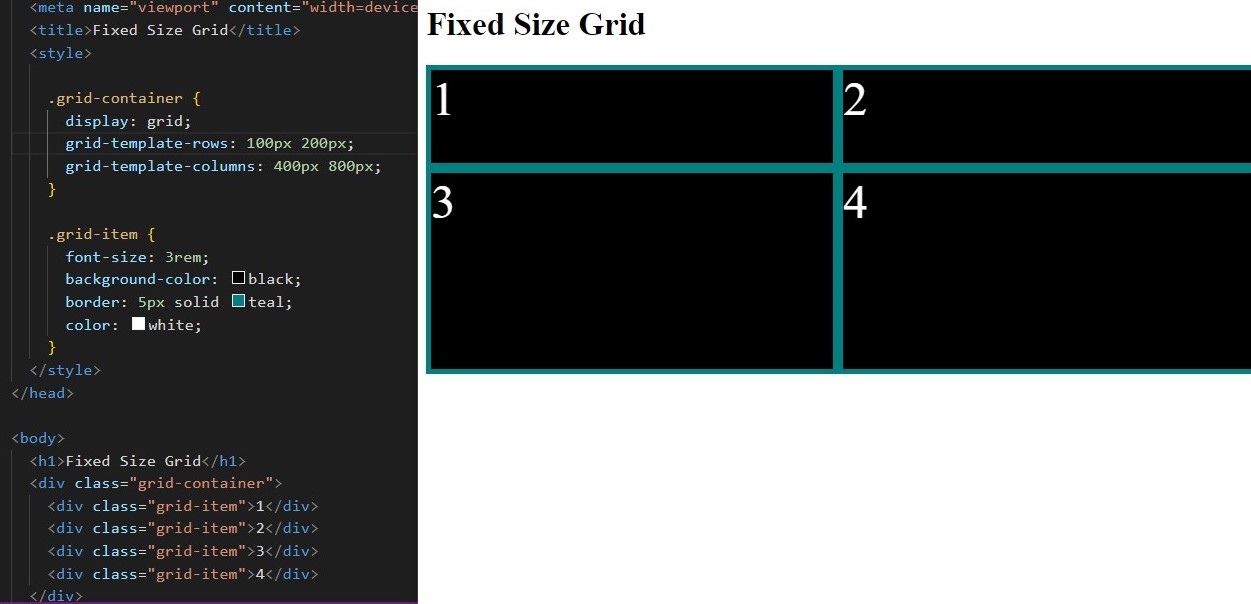 <meta name="viewport" content="width=device
<title>Fixed Size Grid</title>
<style>
.grid-container {
display: grid;
grid-template-rows: 100px 200px;
grid-template-columns: 400px 800px;
}
.grid-item {
font-size: 3rem;
background-color: black;
border: 5px solid teal;
color: white;
}
</style>
</head>
<body>
<h1>Fixed Size Grid</h1>
<div class="grid-container">
<div class="grid-item">1</div>
<div class="grid-item">2</div>
<div class="grid-item">3</div>
<div class="grid-item">4</div>
</div>
Fixed Size Grid
1
2
3
4